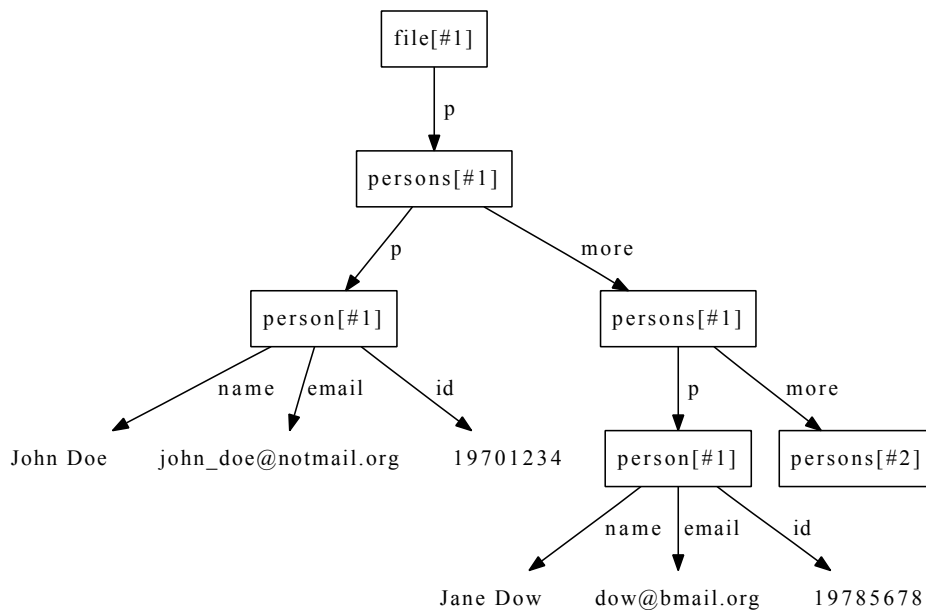 file[#1]
p
persons[#1]
p more
person[#1] persons[#1]
name email id p more
John Doe john_doe@notmail.org 19701234 person[#1] persons[#2]
name email id
Jane Dow dow@bmail.org 19785678